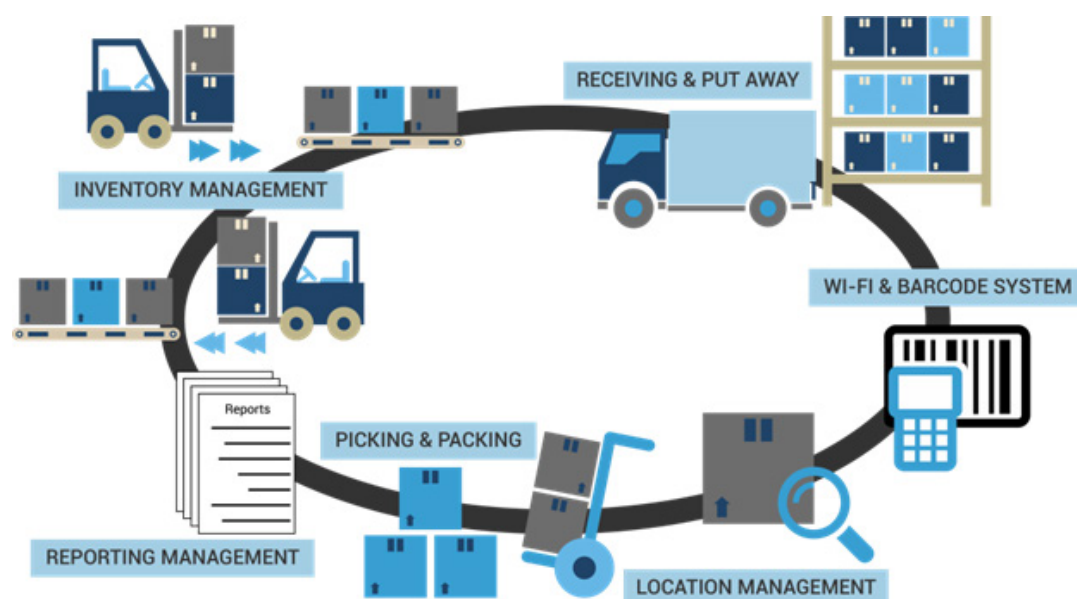 RECEIVING & PUT AWAY
INVENTORY MANAGEMENT
WI-FI & BARCODE SYSTEM
Reports
PICKING & PACKING
REPORTING MANAGEMENT
LOCATION MANAGEMENT